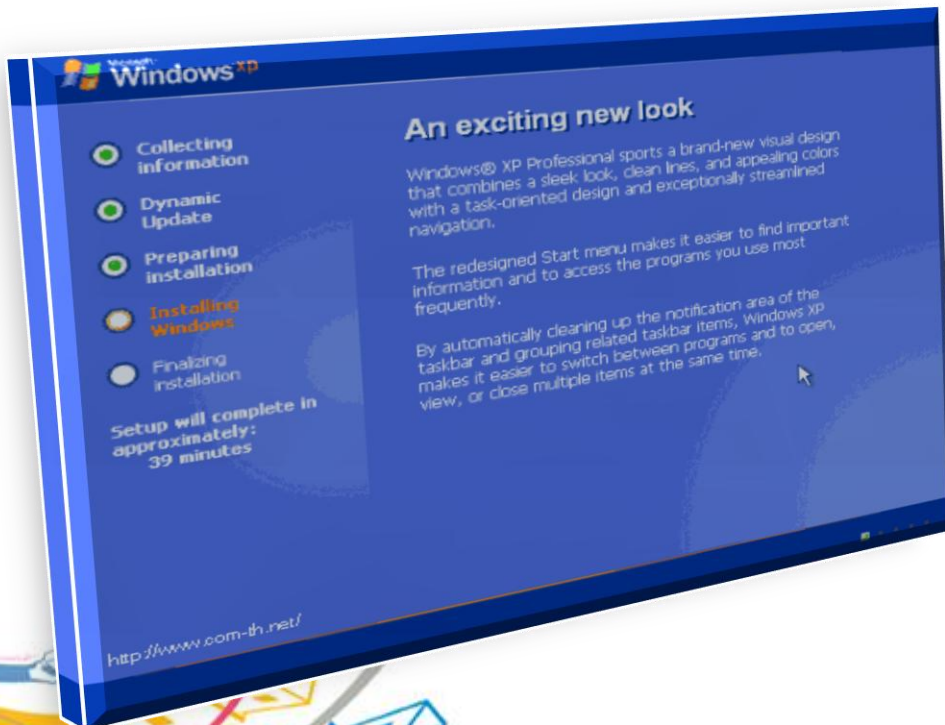 Microsoft
Windows xp
Collecting
information
Dynamic
Update
Preparing
installation
Installing
Windows
Finalizing
installation
Setup will complete in
approximately:
39 minutes
An exciting new look
Windows® XP Professional sports a brand-new visual design
that combines a sleek look, clean lines, and appealing colors
with a task-oriented design and exceptionally streamlined
navigation.
The redesigned Start menu makes it easier to find important
information and to access the programs you use most
frequently.
By automatically cleaning up the notification area of the
taskbar and grouping related taskbar items, Windows XP
makes it easier to switch between programs and to open,
view, or close multiple items at the same time.
http://www.com-th.net/